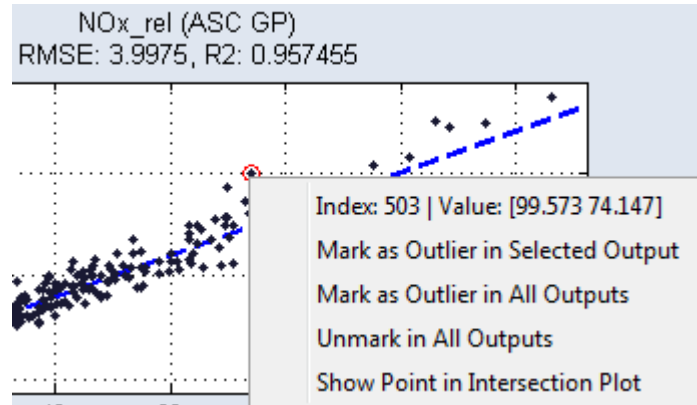 NOx_rel (ASC GP)
RMSE: 3.9975, R2: 0.957455
Index: 503 | Value: [99.573 74.147]
Mark as Outlier in Selected Output
Mark as Outlier in All Outputs
Unmark in All Outputs
Show Point in Intersection Plot